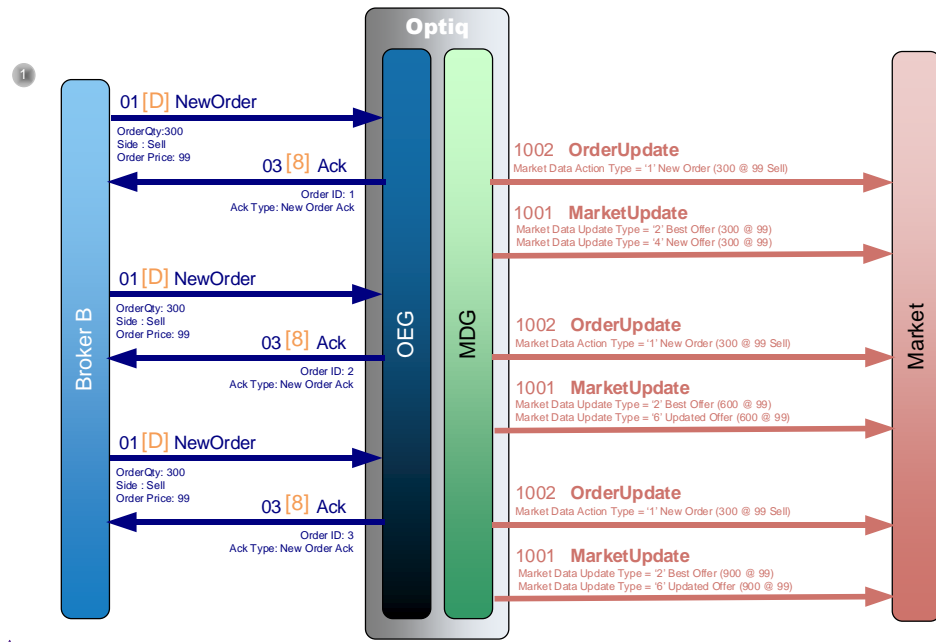 Optiq
1
01 [D] NewOrder
OrderQty:300
Side : Sell
Order Price: 99
03 [8] Ack
Order ID: 1
Ack Type: New Order Ack
1002 OrderUpdate
Market Data Action Type = '1' New Order (300 @ 99 Sell)
1001 MarketUpdate
Market Data Update Type = '2' Best Offer (300 @ 99)
Market Data Update Type = '4' New Offer (300 @ 99)
01 [D] NewOrder
OrderQty: 300
Side : Sell
Order Price: 99
03 [8] Ack
Order ID: 2
Ack Type: New Order Ack
1002 OrderUpdate
Market Data Action Type = '1' New Order (300 @ 99 Sell)
1001 MarketUpdate
Market Data Update Type = '2' Best Offer (600 @ 99)
Market Data Update Type = '6' Updated Offer (600 @ 99)
Broker B
OEG
MDG
Market
01 [D] NewOrder
OrderQty: 300
Side : Sell
Order Price: 99
03 [8] Ack
Order ID: 3
Ack Type: New Order Ack
1002 OrderUpdate
Market Data Action Type = '1' New Order (300 @ 99 Sell)
1001 MarketUpdate
Market Data Update Type = '2' Best Offer (900 @ 99)
Market Data Update Type = '6' Updated Offer (900 @ 99)